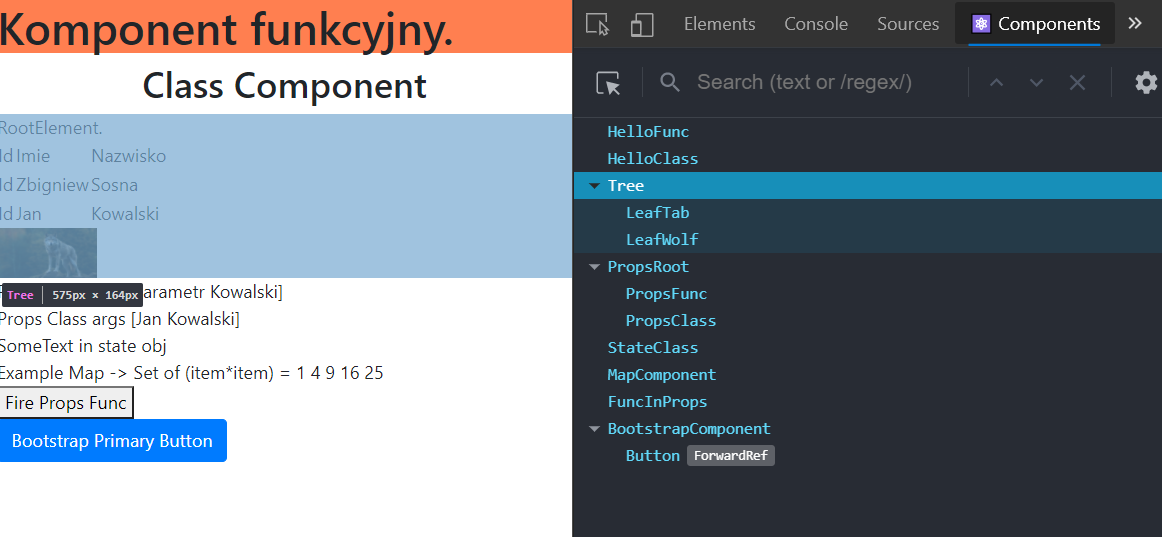 Komponent funkcyjny.
Class Component
RootElement.
Id Imie Nazwisko
Id Zbigniew Sosna
Id Jan Kowalski
Tree 575px × 164px
arametr Kowalski]
Props Class args [Jan Kowalski]
SomeText in state obj
Example Map -> Set of (item*item) = 1 4 9 16 25
Fire Props Func
Bootstrap Primary Button
Elements Console Sources Components »
Search (text or /regex/)
HelloFunc
HelloClass
Tree
LeafTab
LeafWolf
PropsRoot
PropsFunc
PropsClass
StateClass
MapComponent
FuncInProps
BootstrapComponent
Button ForwardRef